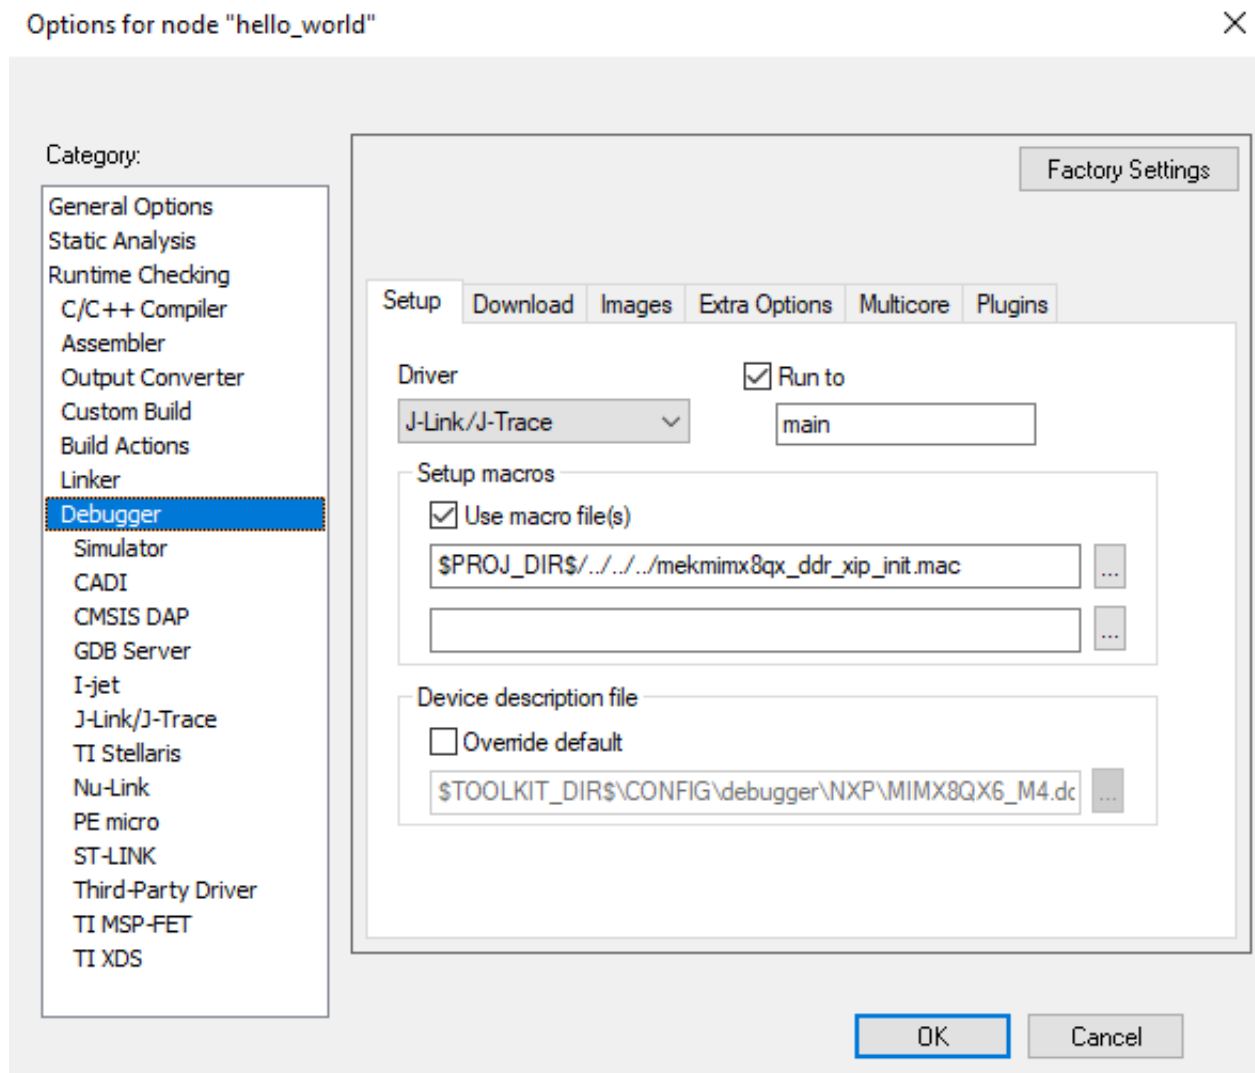 Options for node "hello_world"
Category:
Factory Settings
General Options
Static Analysis
Runtime Checking
C/C++ Compiler
Assembler
Output Converter
Custom Build
Build Actions
Linker
Debugger
Simulator
CADI
CMSIS DAP
GDB Server
I-jet
J-Link/J-Trace
TI Stellaris
Nu-Link
PE micro
ST-LINK
Third-Party Driver
TI MSP-FET
TI XDS
Setup Download Images Extra Options Multicore Plugins
Driver
Run to
J-Link/J-Trace
main
Setup macros
Use macro file(s)
$PROJ_DIR$/../../../mekmimx8qx_ddr_xip_init.mac
...
...
Device description file
Override default
$TOOLKIT_DIR$\CONFIG\debugger\NXP\MIMX8QX6_M4.dc
...
OK Cancel